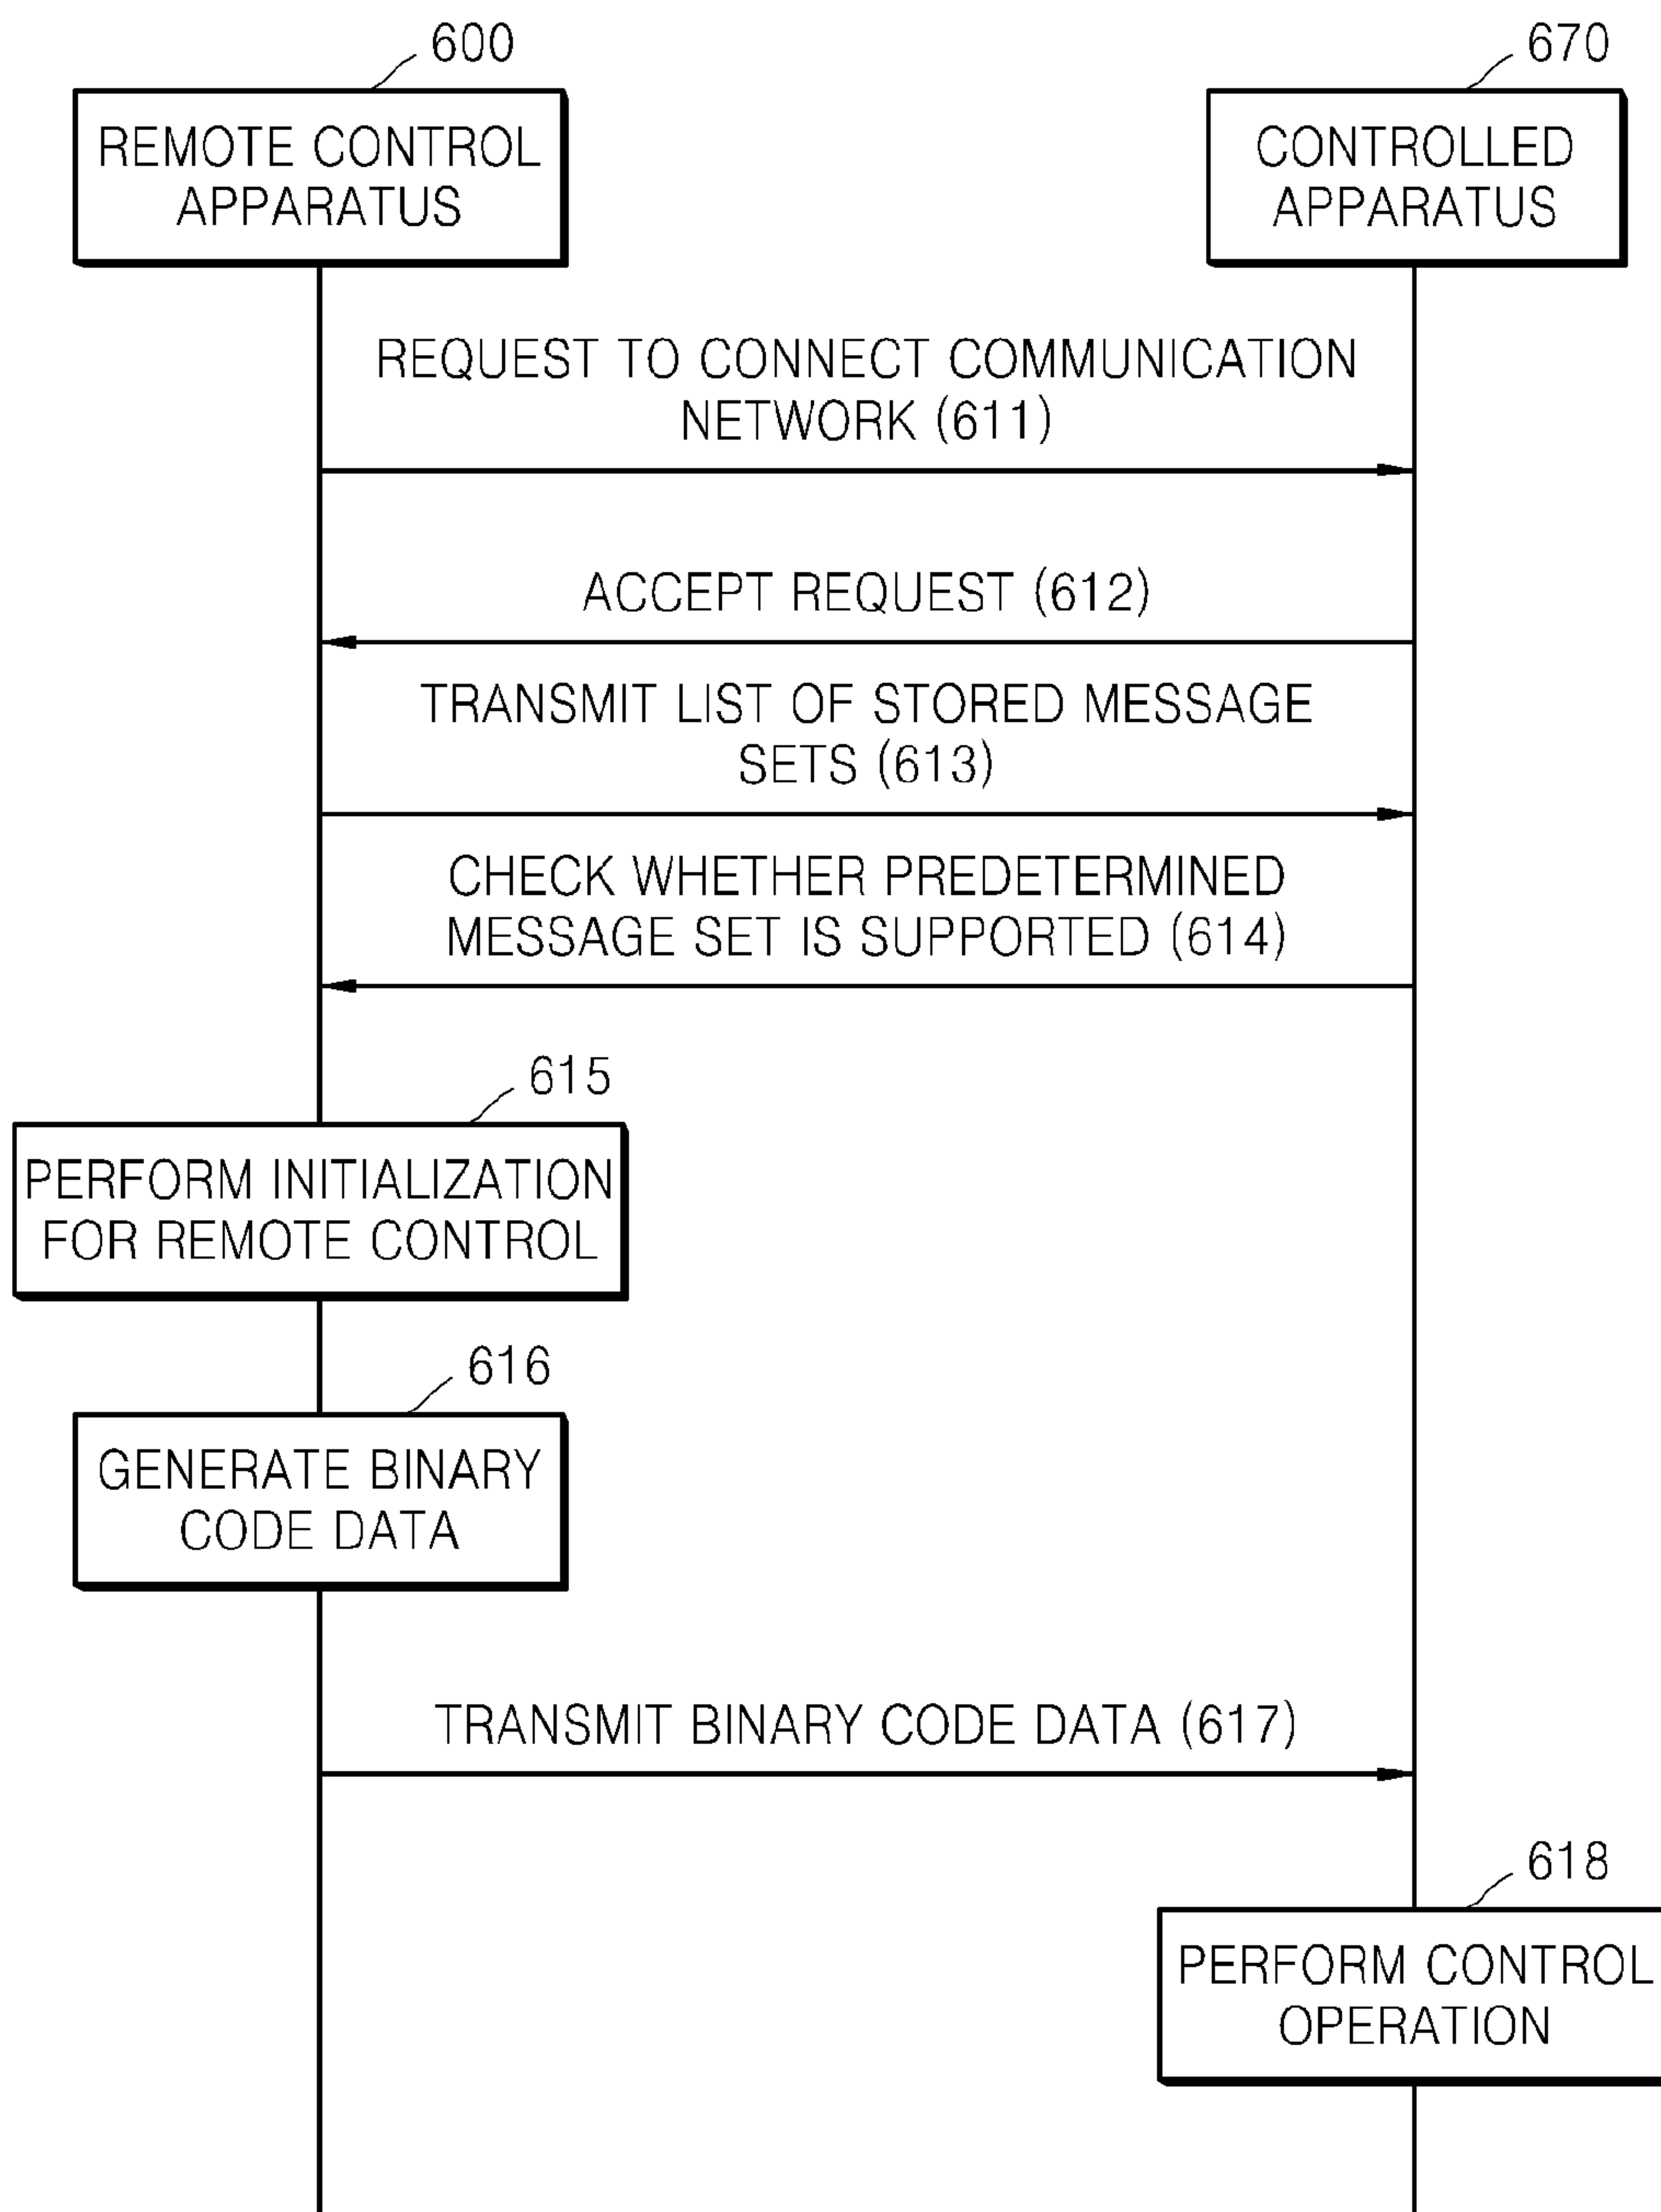 600
REMOTE CONTROL
APPARATUS
670
CONTROLLED
APPARATUS
REQUEST TO CONNECT COMMUNICATION
NETWORK (611)
ACCEPT REQUEST (612)
TRANSMIT LIST OF STORED MESSAGE
SETS (613)
CHECK WHETHER PREDETERMINED
MESSAGE SET IS SUPPORTED (614)
615
PERFORM INITIALIZATION
FOR REMOTE CONTROL
616
GENERATE BINARY
CODE DATA
TRANSMIT BINARY CODE DATA (617)
618
PERFORM CONTROL
OPERATION